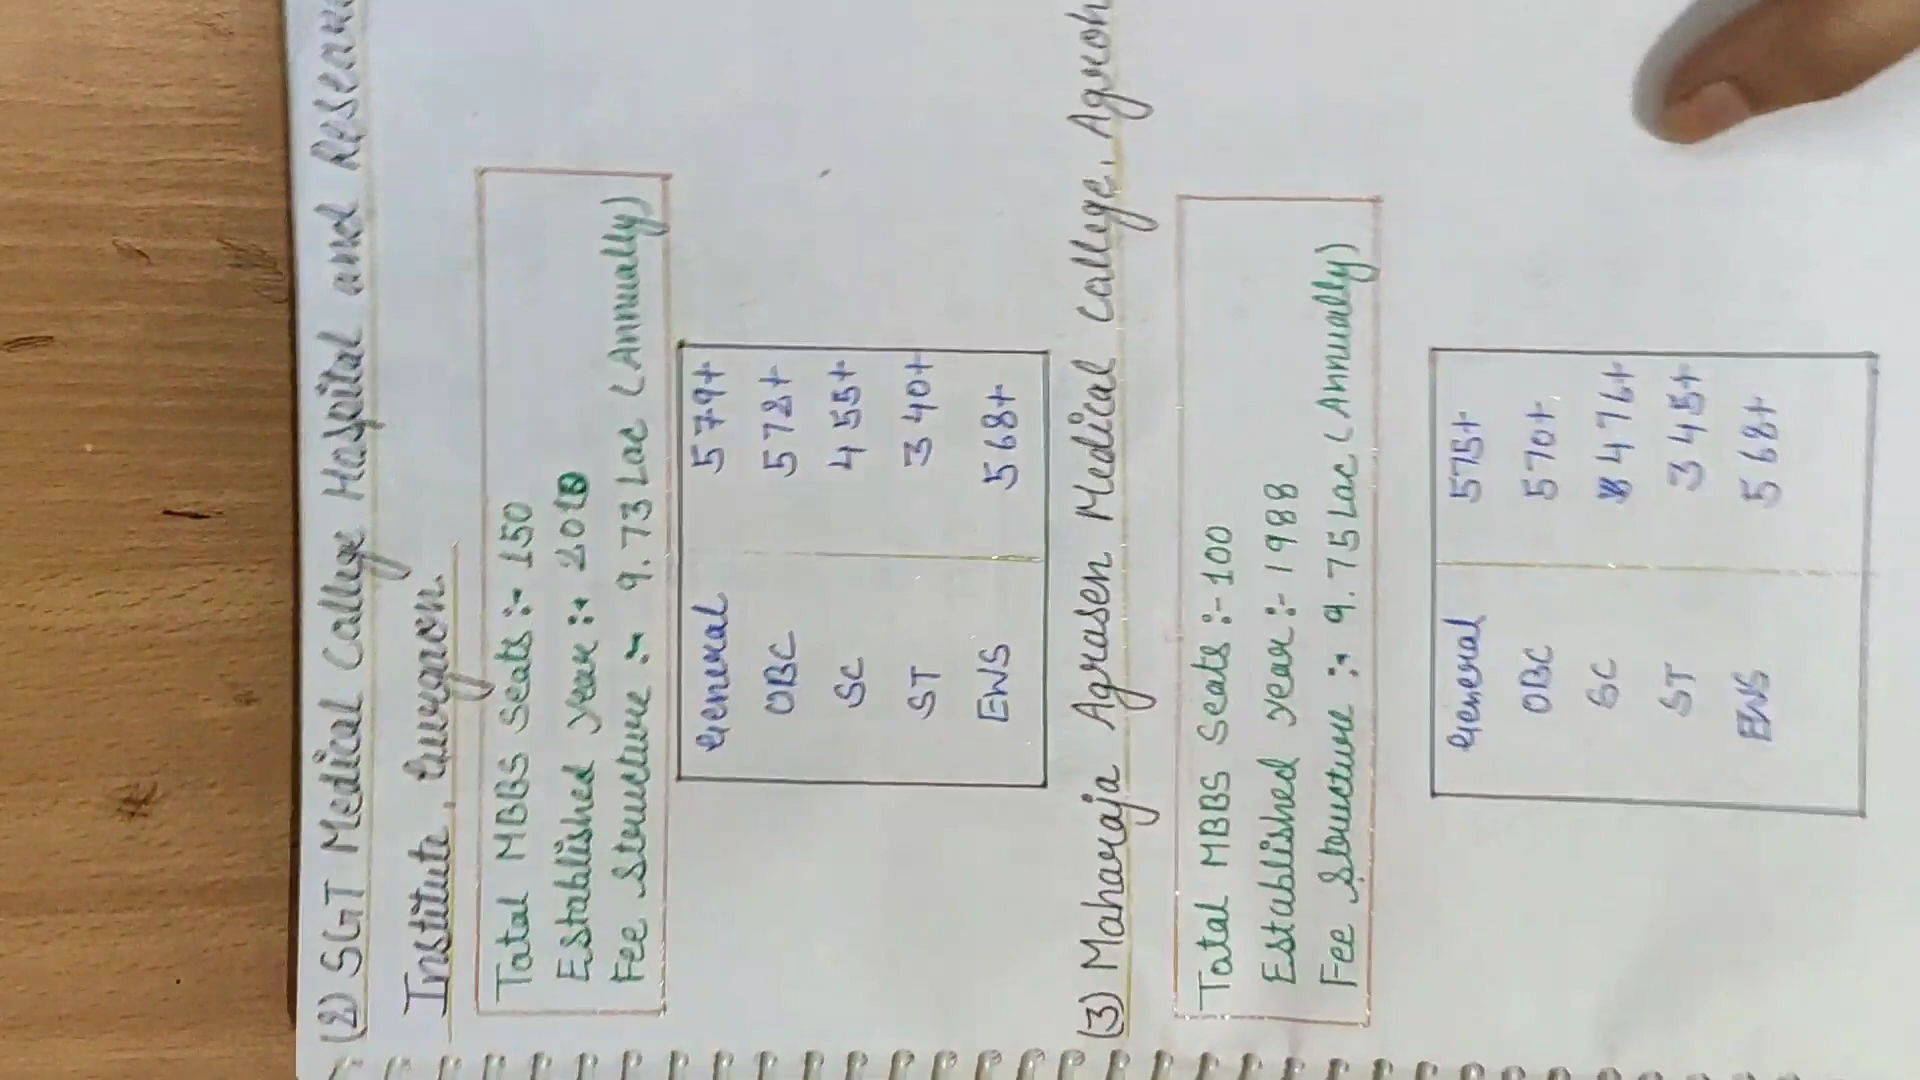 (2) SGT Medical College Hospital and
Institute, Gurgaon.
Total MBBS Seats :- 150
Established year :-
Fee Structure :- 9.73 Lac (Annually)
General 579+
OBC 572+
SC 455+
ST 340+
EWS 568+
(3) Maharaja Agrasen Medical College,
Total MBBS Seats :- 100
Established year :- 1988
Fee Structure :- 9.75 Lac (Annually)
General 575+
OBC 570+
SC 476+
ST 345+
EWS 568+